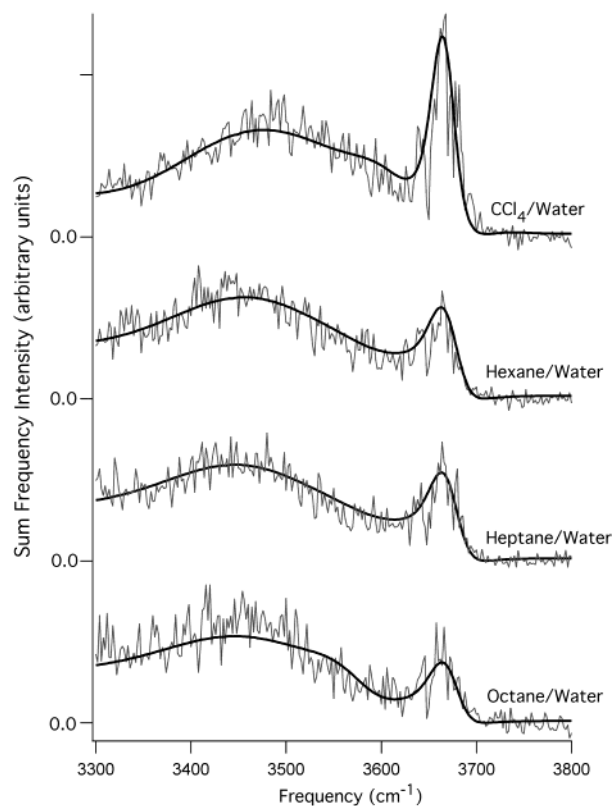 CCl₄/Water
0.0
Hexane/Water
0.0
Heptane/Water
0.0
Octane/Water
0.0
Sum Frequency Intensity (arbitrary units)
3300 3400 3500 3600 3700 3800
Frequency (cm⁻¹)